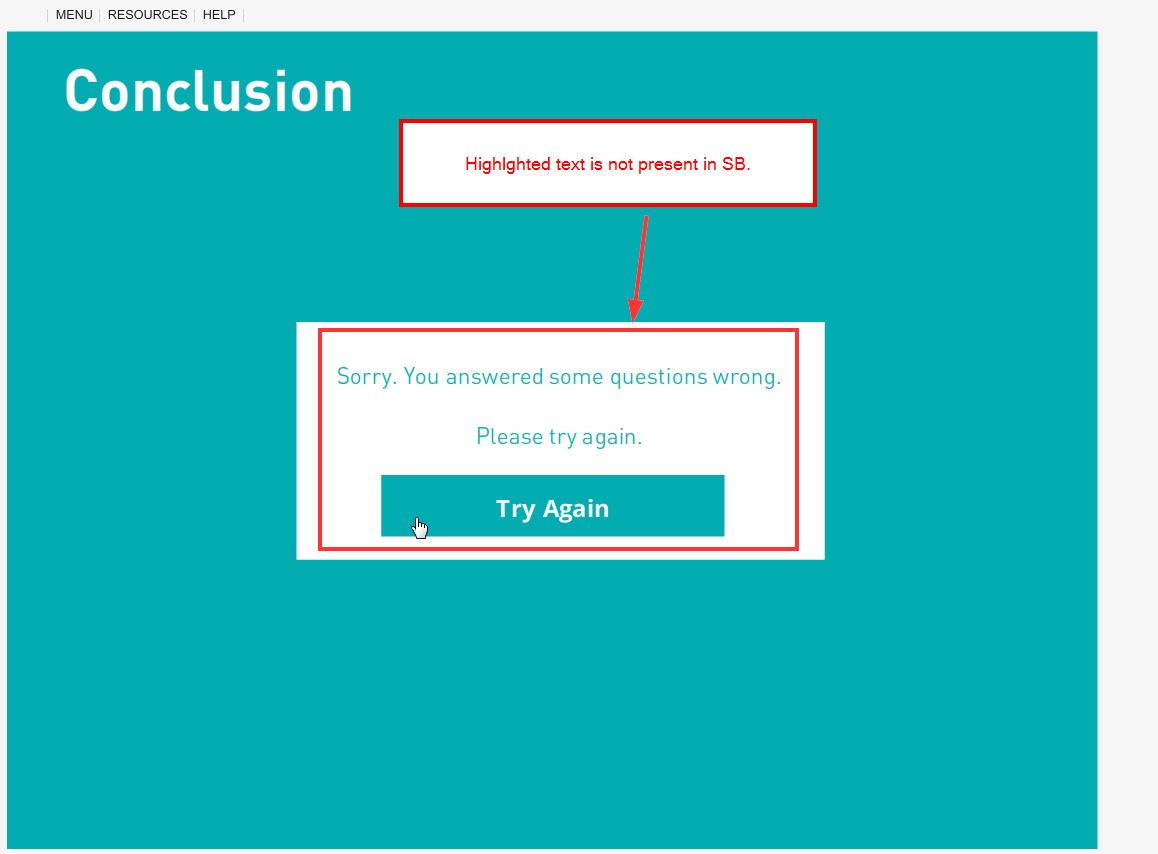 MENU RESOURCES HELP
Conclusion
Highlghted text is not present in SB.
Sorry. You answered some questions wrong.
Please try again.
Try Again